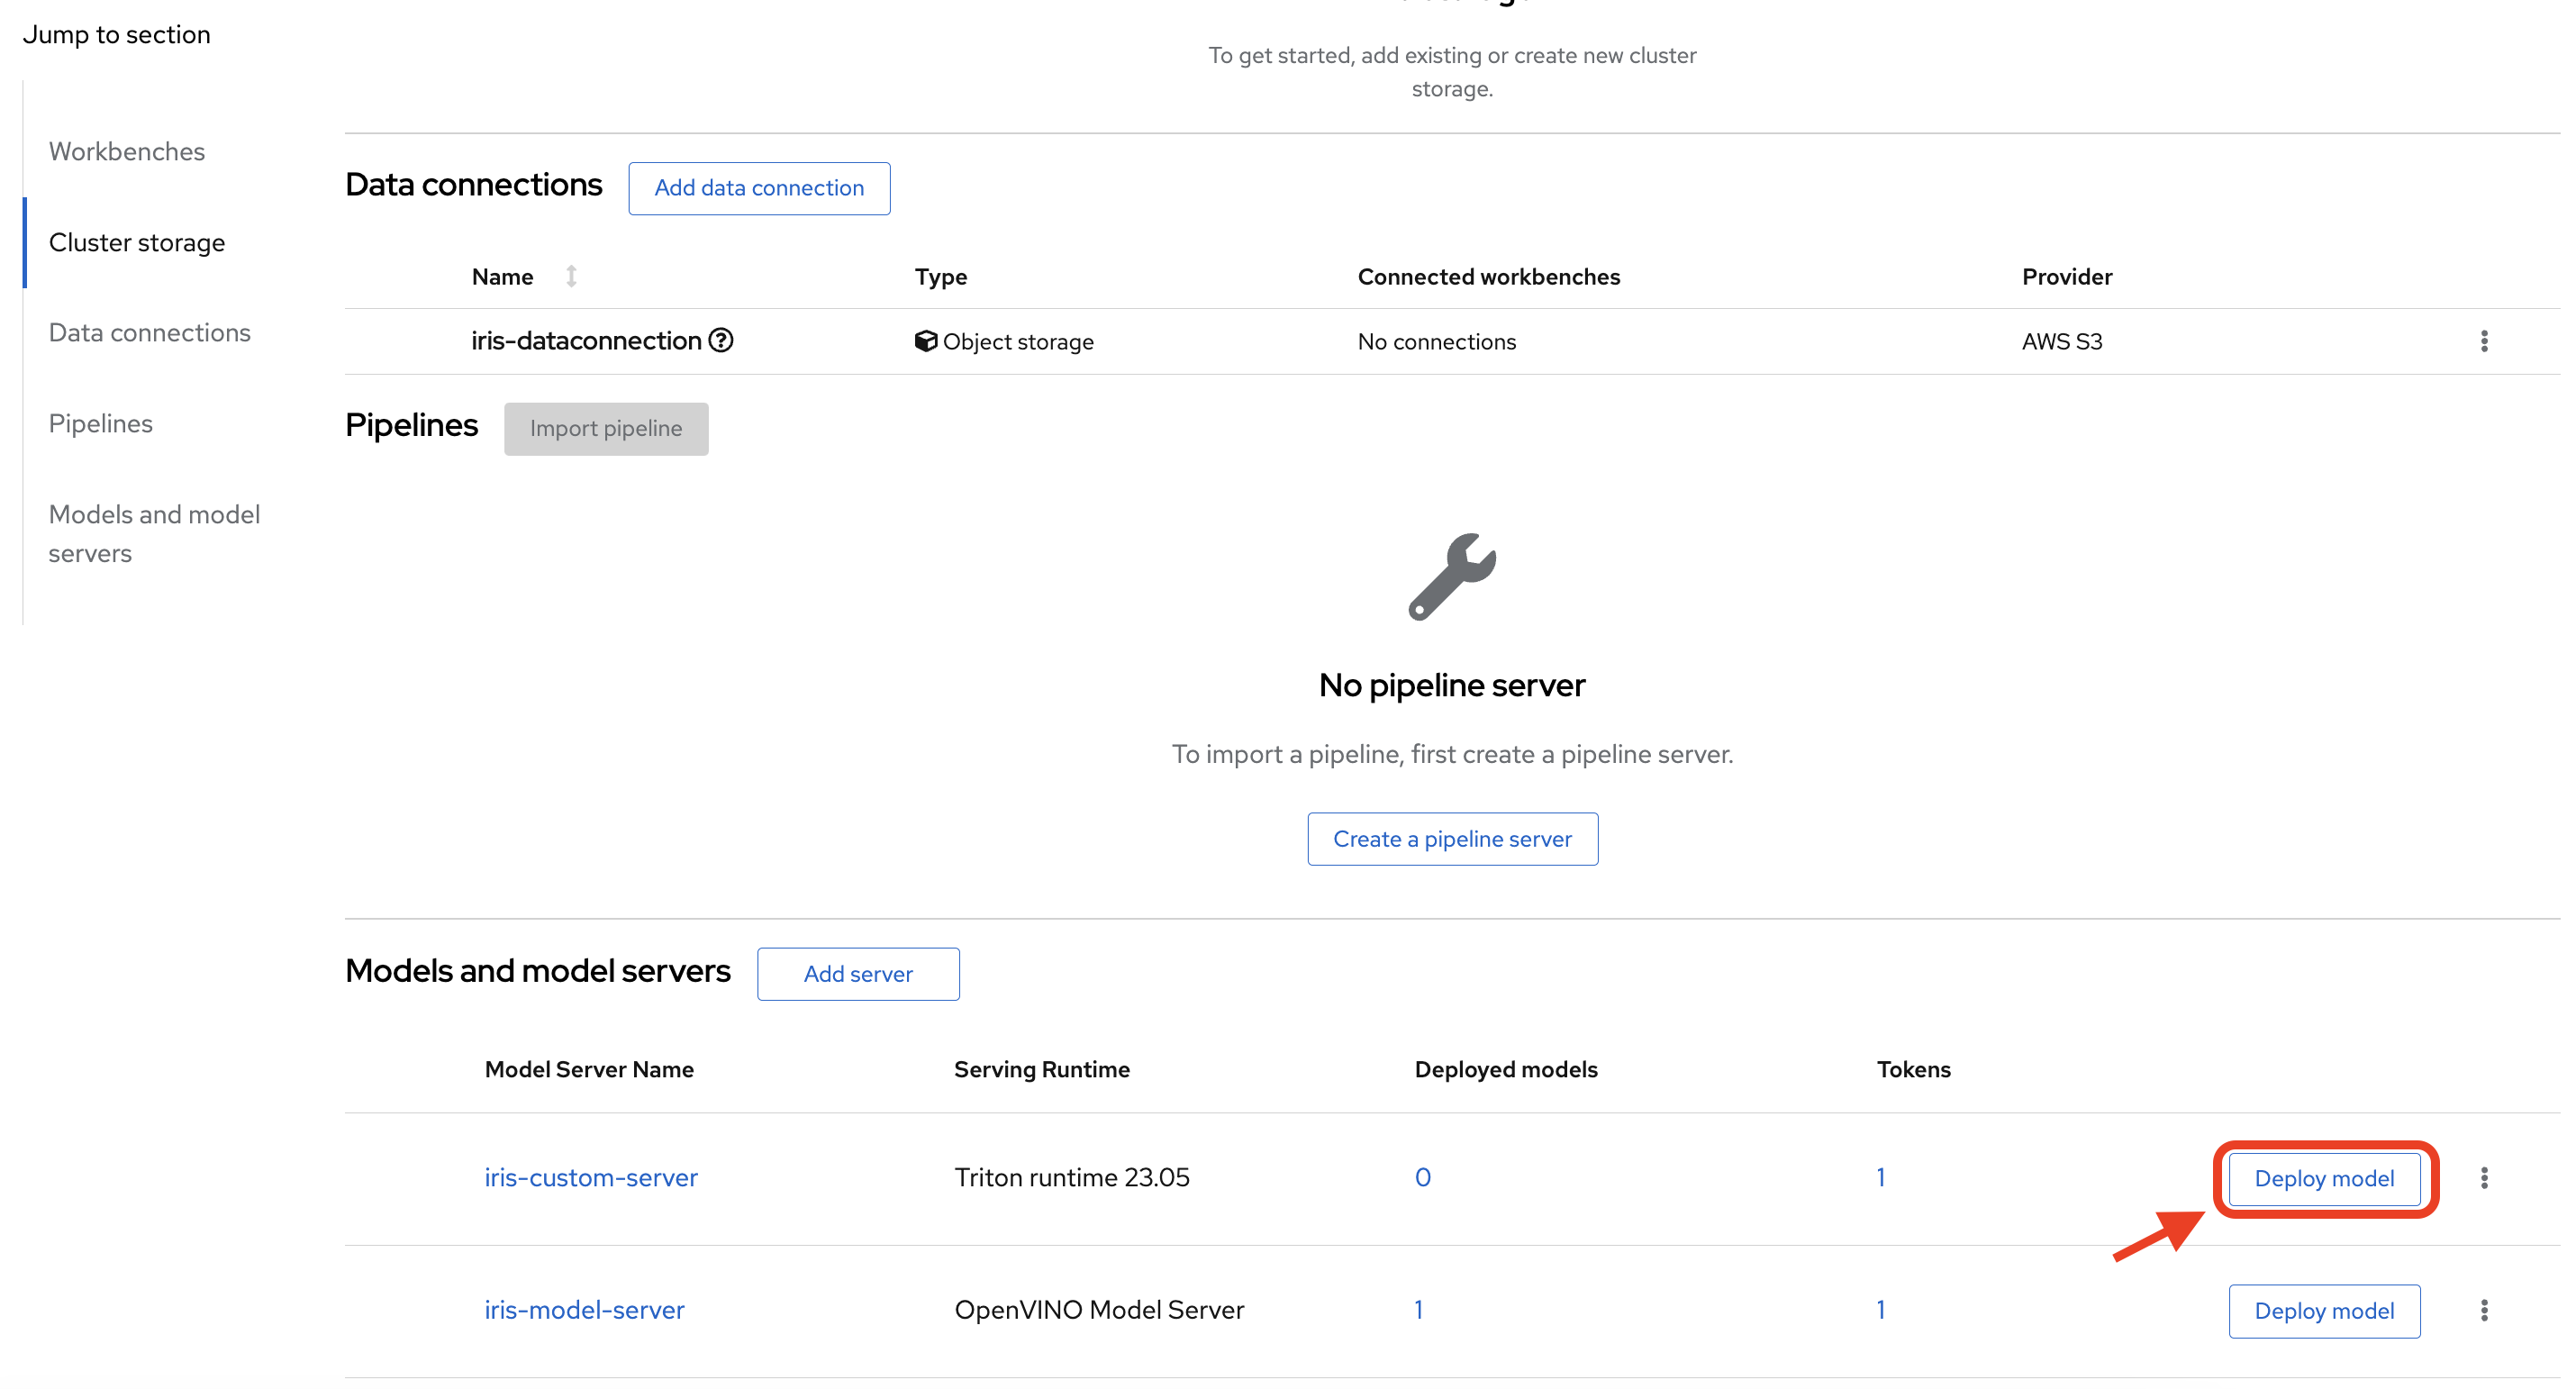 Jump to section
Workbenches
Cluster storage
Data connections
Pipelines
Models and model
servers
To get started, add existing or create new cluster
storage.
Data connections
Add data connection
Name
Type
Connected workbenches
Provider
iris-dataconnection
Object storage
No connections
AWS S3
Pipelines
Import pipeline
No pipeline server
To import a pipeline, first create a pipeline server.
Create a pipeline server
Models and model servers
Add server
Model Server Name
Serving Runtime
Deployed models
Tokens
iris-custom-server
Triton runtime 23.05
0
1
Deploy model
iris-model-server
OpenVINO Model Server
1
1
Deploy model